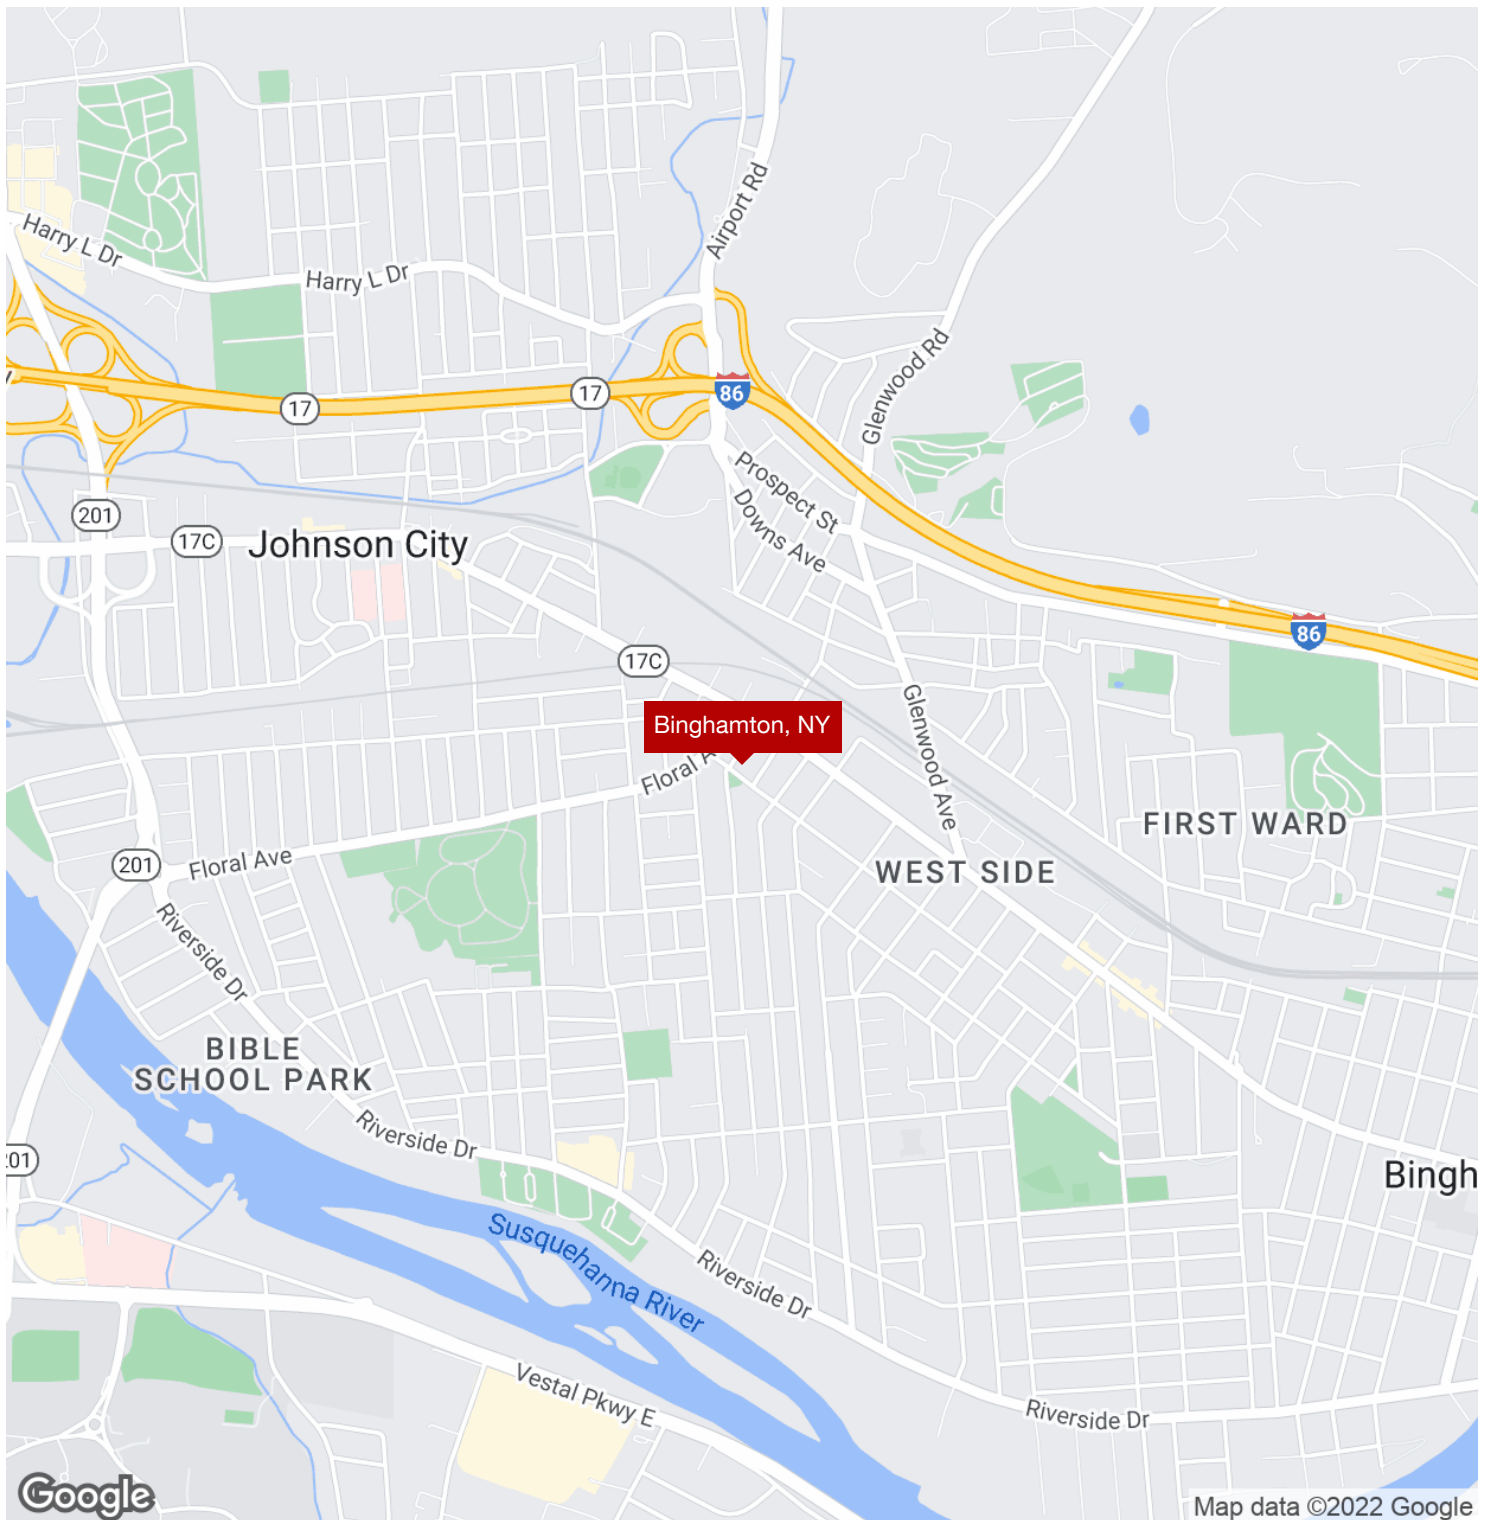 Airport Rd
Harry L Dr
Harry L Dr
Glenwood Rd
17
17
86
Prospect St
Downs Ave
201
17C
Johnson City
86
17C
Glenwood Ave
Binghamton, NY
Floral A
FIRST WARD
WEST SIDE
201
Floral Ave
Riverside Dr
BIBLE
SCHOOL PARK
Riverside Dr
201
Bingh
Susquehanna River
Riverside Dr
Vestal Pkwy E
Riverside Dr
Google
Map data ©2022 Google